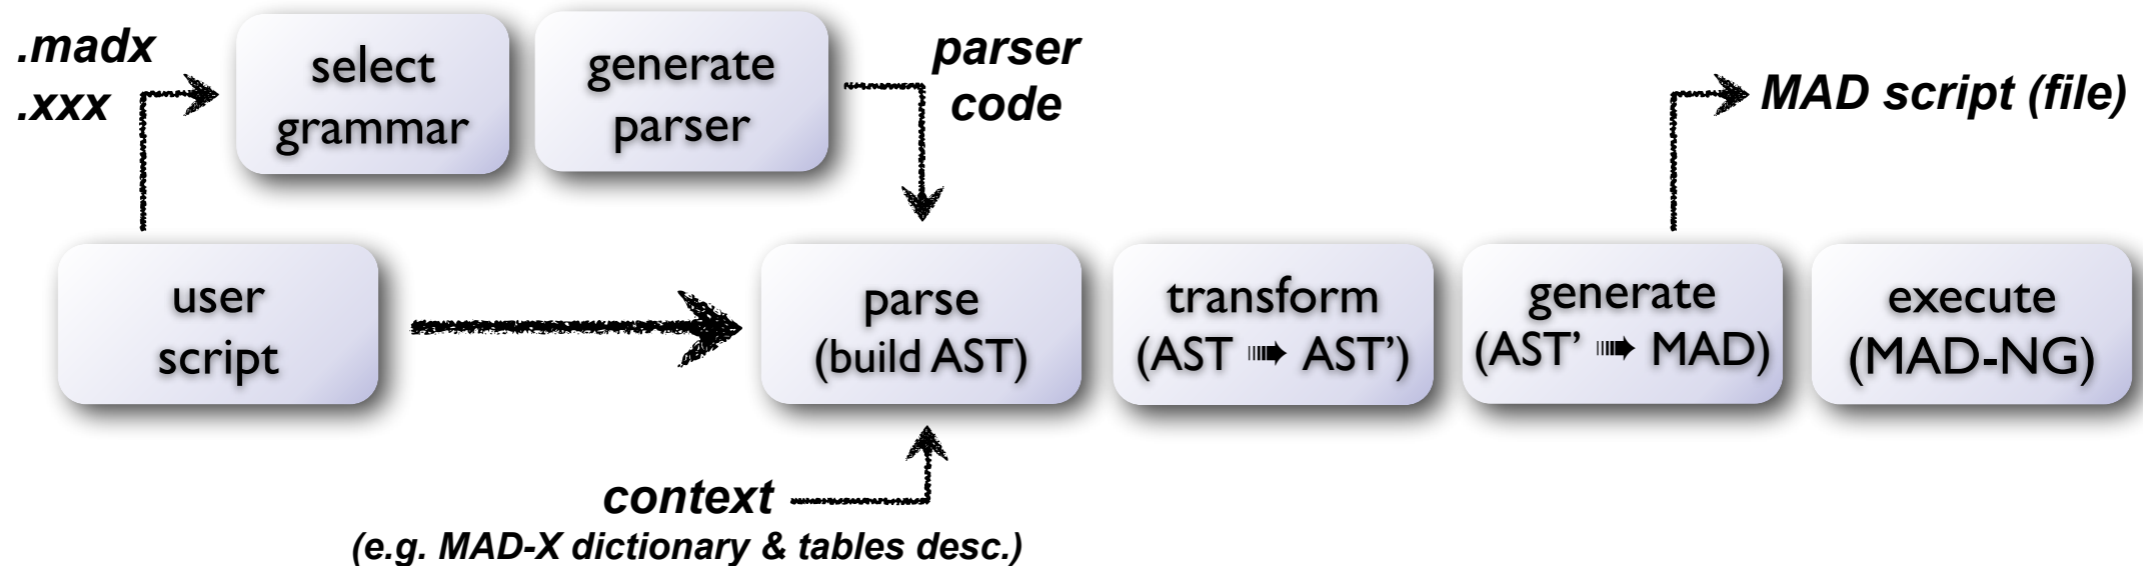 .madx
.xxx
select
grammar
generate
parser
parser
code
MAD script (file)
user
script
parse
(build AST)
transform
(AST ➠ AST’)
generate
(AST’ ➠ MAD)
execute
(MAD-NG)
context
(e.g. MAD-X dictionary & tables desc.)